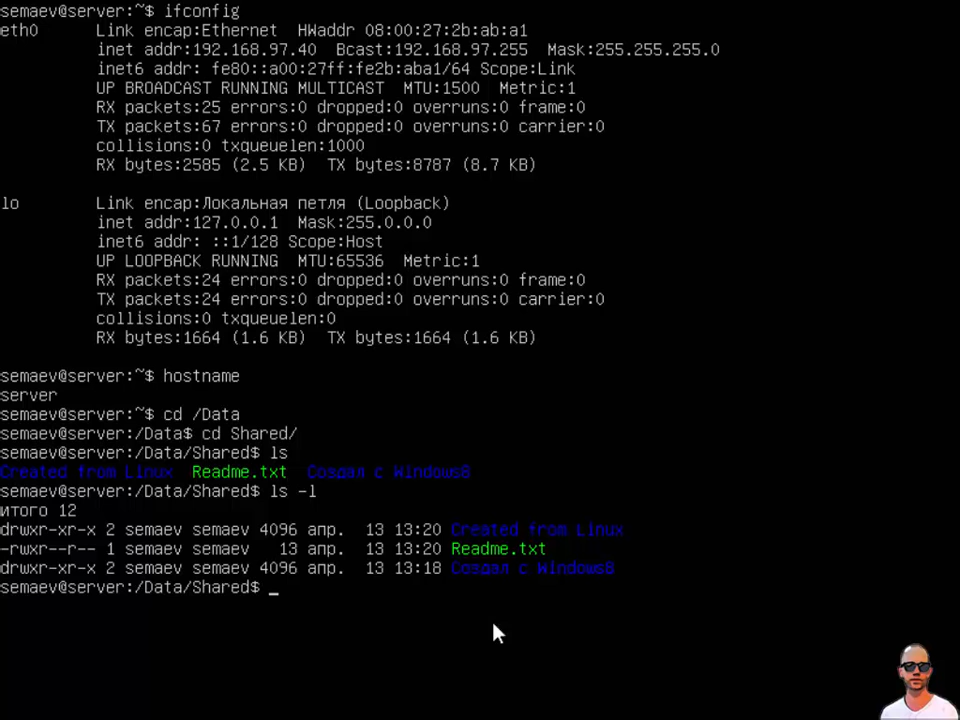 semaev@server:~$ ifconfig
eth0 Link encap:Ethernet HWaddr 08:00:27:2b:ab:a1
inet addr:192.168.97.40 Bcast:192.168.97.255 Mask:255.255.255.0
inet6 addr: fe80::a00:27ff:fe2b:aba1/64 Scope:Link
UP BROADCAST RUNNING MULTICAST MTU:1500 Metric:1
RX packets:25 errors:0 dropped:0 overruns:0 frame:0
TX packets:67 errors:0 dropped:0 overruns:0 carrier:0
collisions:0 txqueuelen:1000
RX bytes:2585 (2.5 KB) TX bytes:8787 (8.7 KB)
lo Link encap:Локальная петля (Loopback)
inet addr:127.0.0.1 Mask:255.0.0.0
inet6 addr: ::1/128 Scope:Host
UP LOOPBACK RUNNING MTU:65536 Metric:1
RX packets:24 errors:0 dropped:0 overruns:0 frame:0
TX packets:24 errors:0 dropped:0 overruns:0 carrier:0
collisions:0 txqueuelen:0
RX bytes:1664 (1.6 KB) TX bytes:1664 (1.6 KB)
semaev@server:~$ hostname
server
semaev@server:~$ cd /Data
semaev@server:/Data$ cd Shared/
semaev@server:/Data/Shared$ ls
Created from Linux Readme.txt Создал с Windows8
semaev@server:/Data/Shared$ ls -l
итого 12
drwxr-xr-x 2 semaev semaev 4096 апр. 13 13:20 Created from Linux
-rwxr--r-- 1 semaev semaev 13 апр. 13 13:20 Readme.txt
drwxr-xr-x 2 semaev semaev 4096 апр. 13 13:18 Создал с Windows8
semaev@server:/Data/Shared$ _